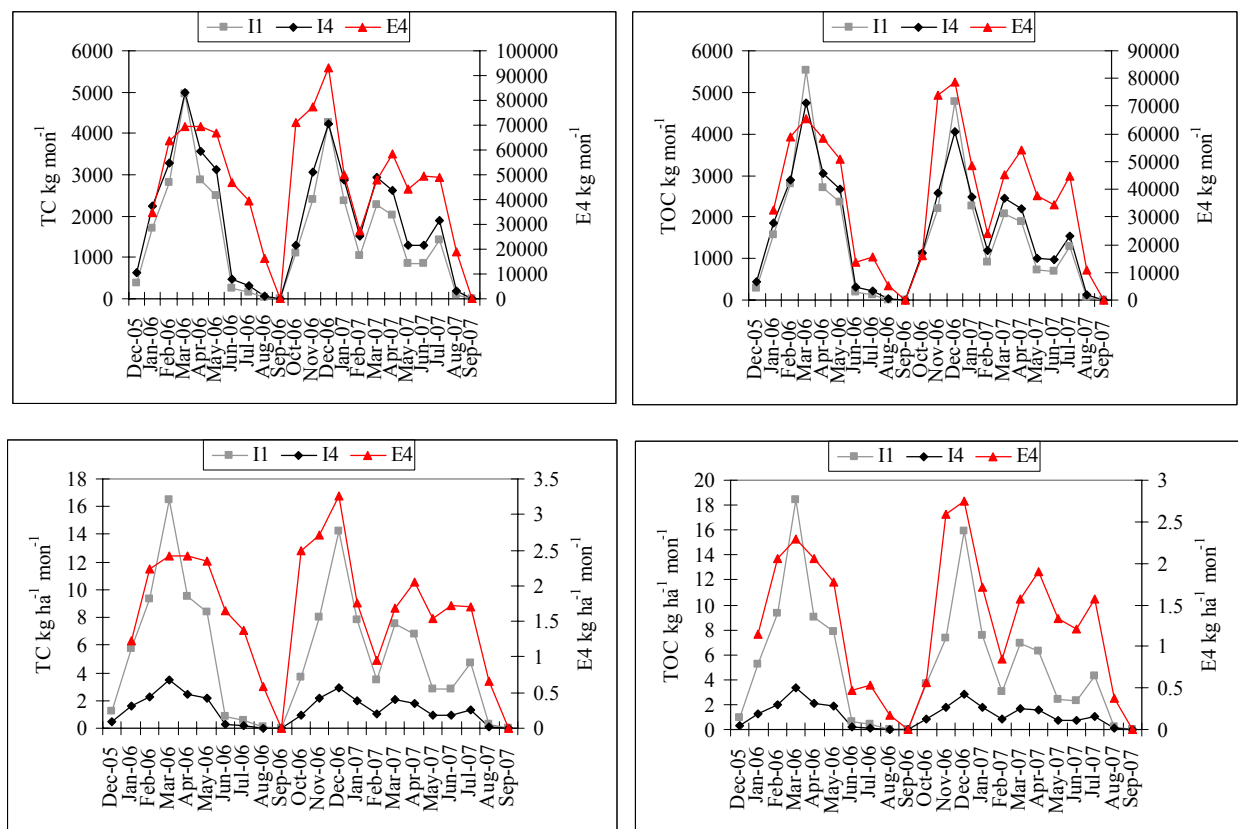 I1 I4 E4
TC kg mon-1
6000
5000
4000
3000
2000
1000
0
100000
90000
80000
70000
60000
50000
40000
30000
20000
10000
0
E4 kg mon-1
Dec-05
Jan-06
Feb-06
Mar-06
Apr-06
May-06
Jun-06
Jul-06
Aug-06
Sep-06
Oct-06
Nov-06
Dec-06
Jan-07
Feb-07
Mar-07
Apr-07
May-07
Jun-07
Jul-07
Aug-07
Sep-07
I1 I4 E4
TOC kg mon-1
6000
5000
4000
3000
2000
1000
0
90000
80000
70000
60000
50000
40000
30000
20000
10000
0
E4 kg mon-1
Dec-05
Jan-06
Feb-06
Mar-06
Apr-06
May-06
Jun-06
Jul-06
Aug-06
Sep-06
Oct-06
Nov-06
Dec-06
Jan-07
Feb-07
Mar-07
Apr-07
May-07
Jun-07
Jul-07
Aug-07
Sep-07
I1 I4 E4
TC kg ha-1 mon-1
18
16
14
12
10
8
6
4
2
0
3.5
3
2.5
2
1.5
1
0.5
0
E4 kg ha-1 mon-1
Dec-05
Jan-06
Feb-06
Mar-06
Apr-06
May-06
Jun-06
Jul-06
Aug-06
Sep-06
Oct-06
Nov-06
Dec-06
Jan-07
Feb-07
Mar-07
Apr-07
May-07
Jun-07
Jul-07
Aug-07
Sep-07
I1 I4 E4
TOC kg ha-1 mon-1
20
18
16
14
12
10
8
6
4
2
0
3
2.5
2
1.5
1
0.5
0
E4 kg ha-1 mon-1
Dec-05
Jan-06
Feb-06
Mar-06
Apr-06
May-06
Jun-06
Jul-06
Aug-06
Sep-06
Oct-06
Nov-06
Dec-06
Jan-07
Feb-07
Mar-07
Apr-07
May-07
Jun-07
Jul-07
Aug-07
Sep-07